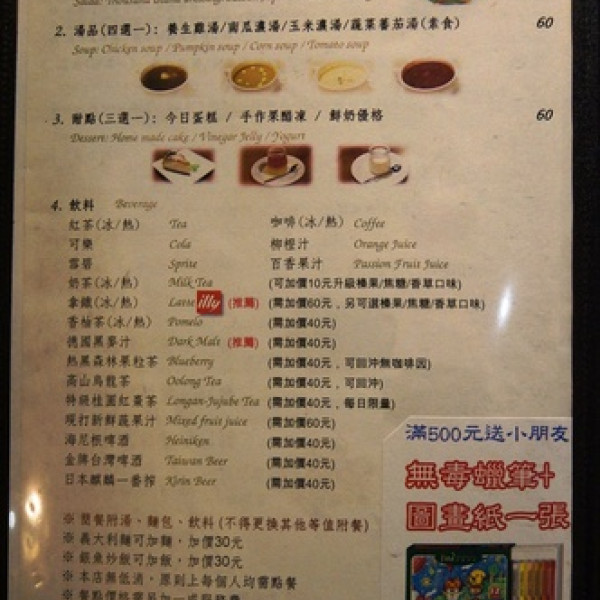 2. 湯品(四選一): 養生雞湯/南瓜濃湯/玉米濃湯/蔬菜蕃茄湯(素食) 60
Soup: Chicken soup / Pumpkin soup / Corn soup / Tomato soup
3. 甜點(三選一): 今日蛋糕 / 手作果醋凍 / 鮮奶優格 60
Dessert: Home made cake / Vinegar Jelly / Yogurt
4. 飲料 Beverage
紅茶(冰/熱) Tea 咖啡(冰/熱) Coffee
可樂 Cola 柳橙汁 Orange Juice
雪碧 Sprite 百香果汁 Passion Fruit Juice
奶茶(冰/熱) Milk Tea (可加價10元升級榛果/焦糖/香草口味)
拿鐵(冰/熱) Latte illy (推薦) (需加價60元，另可選榛果/焦糖/香草口味)
香柚茶(冰/熱) Pomelo (需加價40元)
德國黑麥汁 Dark Malt (推薦) (需加價40元)
熱黑森林果粒茶 Blueberry (需加價40元，可回沖無咖啡因)
高山烏龍茶 Oolong Tea (需加價40元，可回沖)
特級桂圓紅棗茶 Longan-Jujube Tea (需加價40元，每日限量)
現打新鮮蔬果汁 Mixed fruit juice (需加價60元)
海尼根啤酒 Heiniken (需加價40元)
金牌台灣啤酒 Taiwan Beer (需加價40元)
日本麒麟一番搾 Kirin Beer (需加價40元)
滿500元送小朋友
無毒蠟筆+
圖畫紙一張
※ 套餐附湯、麵包、飲料(不得更換其他等值附餐)
※ 義大利麵可加麵，加價30元
※ 銀魚炒飯可加飯，加價30元
※ 本店無低消，原則上每個人均需點餐